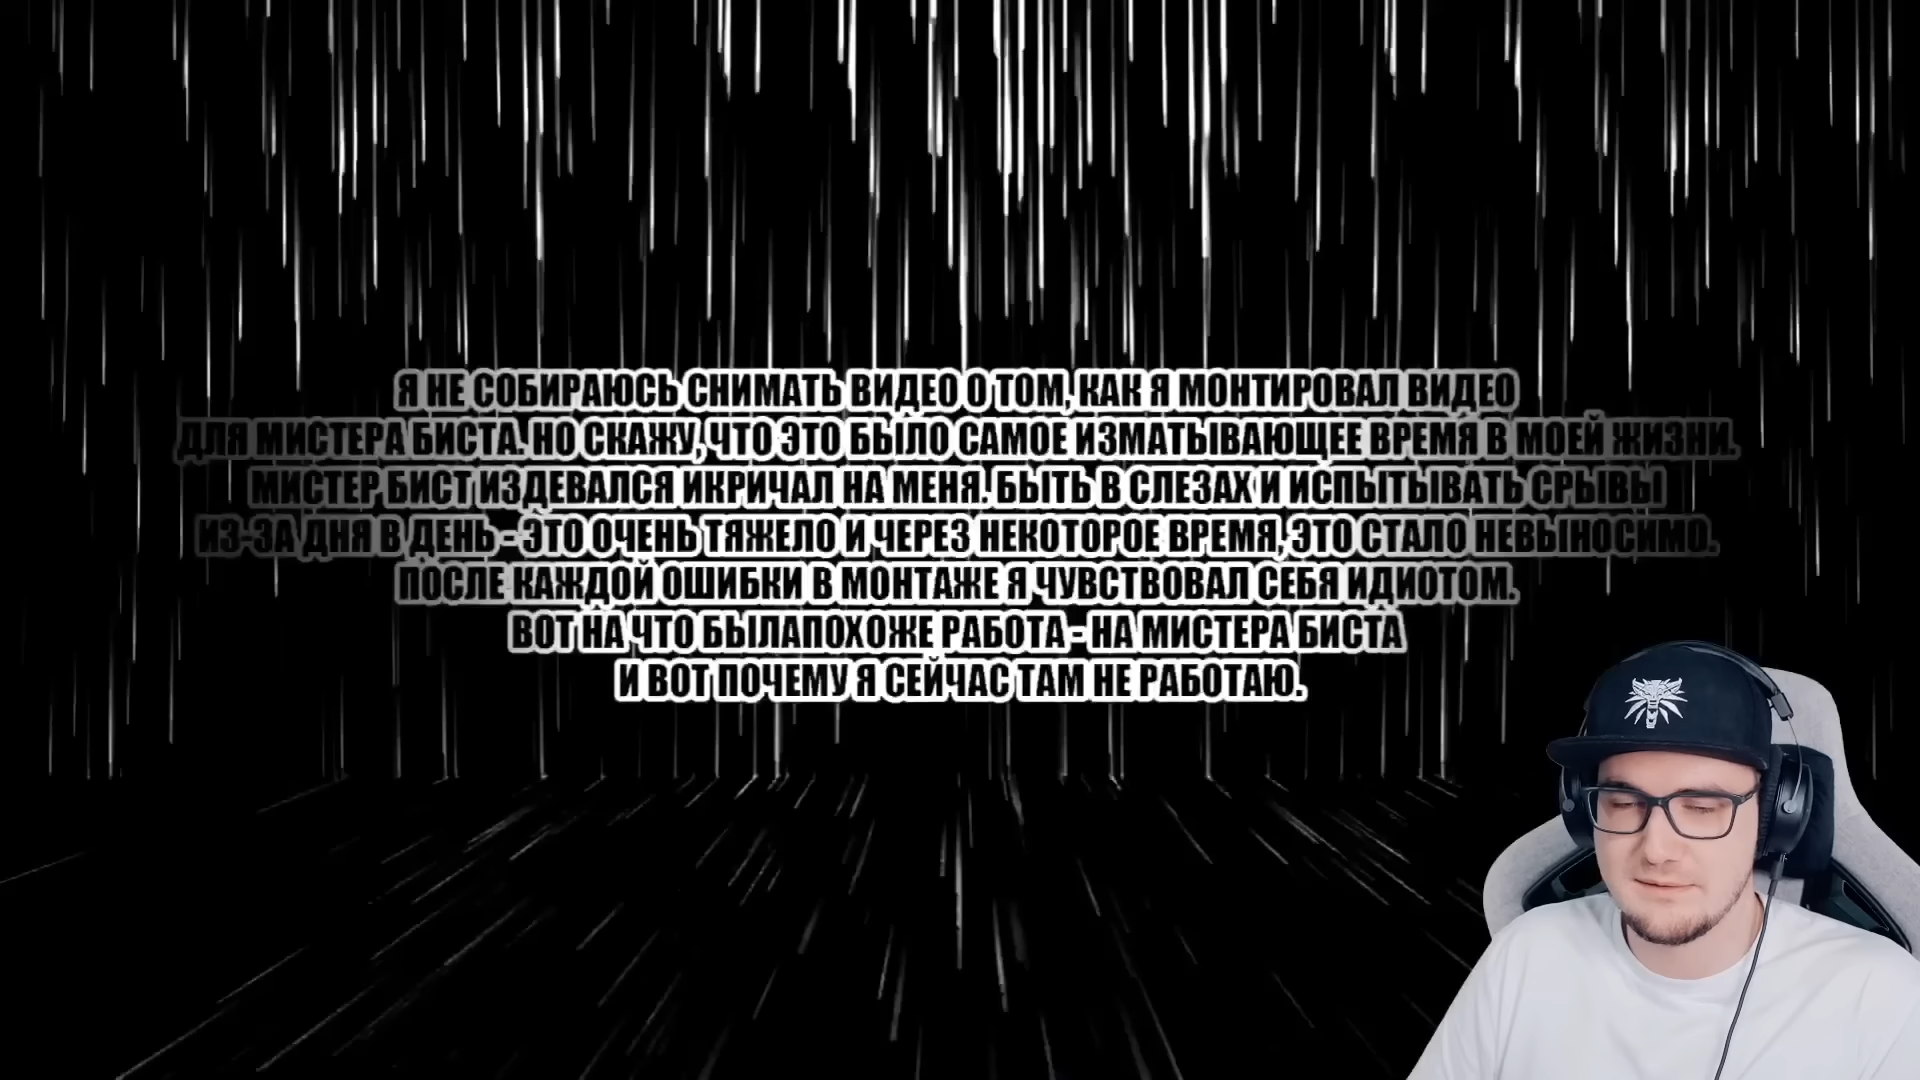 Я НЕ СОБИРАЮСЬ СНИМАТЬ ВИДЕО О ТОМ, КАК Я МОНТИРОВАЛ ВИДЕО
ДЛЯ МИСТЕРА БИСТА. НО СКАЖУ, ЧТО ЭТО БЫЛО САМОЕ ИЗМАТЫВАЮЩЕЕ ВРЕМЯ В МОЕЙ ЖИЗНИ.
МИСТЕР БИСТ ИЗДЕВАЛСЯ ИКРИЧАЛ НА МЕНЯ. БЫТЬ В СЛЕЗАХ И ИСПЫТЫВАТЬ СРЫВЫ
ИЗ-ЗА ДНЯ В ДЕНЬ - ЭТО ОЧЕНЬ ТЯЖЕЛО И ЧЕРЕЗ НЕКОТОРОЕ ВРЕМЯ, ЭТО СТАЛО НЕВЫНОСИМО.
ПОСЛЕ КАЖДОЙ ОШИБКИ В МОНТАЖЕ Я ЧУВСТВОВАЛ СЕБЯ ИДИОТОМ.
ВОТ НА ЧТО БЫЛАПОХОЖЕ РАБОТА - НА МИСТЕРА БИСТА
И ВОТ ПОЧЕМУ Я СЕЙЧАС ТАМ НЕ РАБОТАЮ.